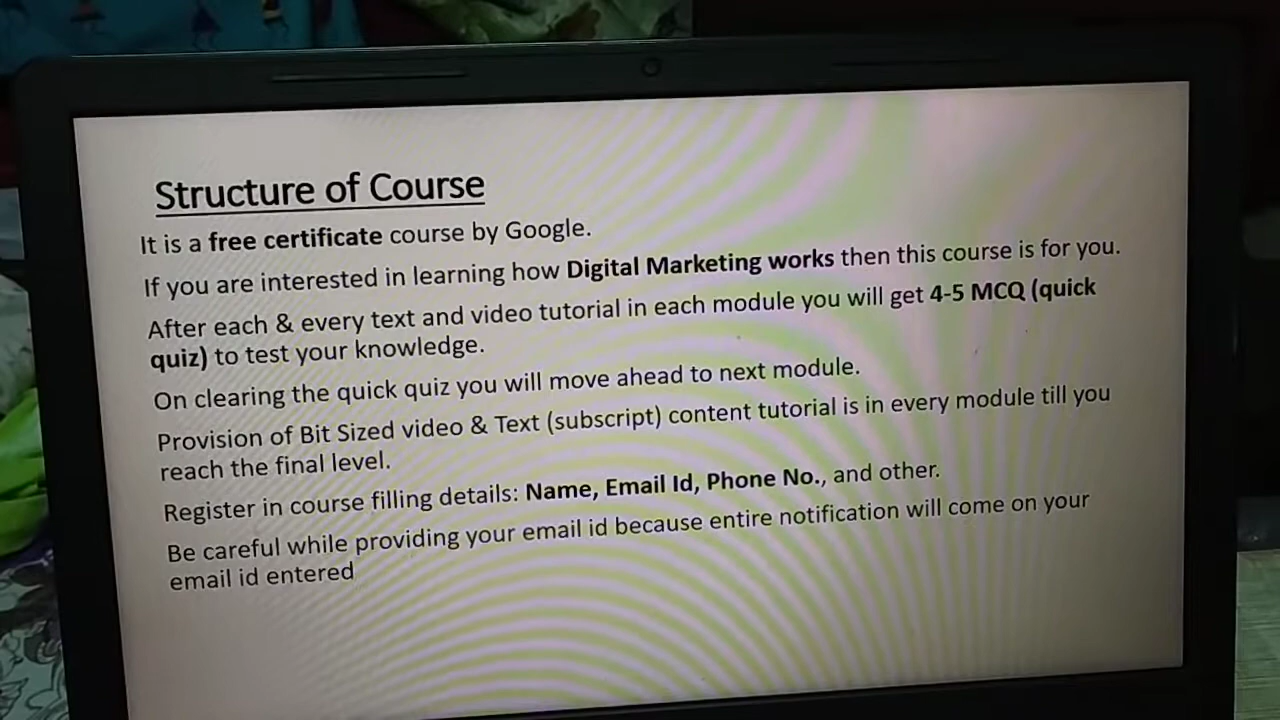 Structure of Course
It is a free certificate course by Google.
If you are interested in learning how Digital Marketing works then this course is for you.
After each & every text and video tutorial in each module you will get 4-5 MCQ (quick
quiz) to test your knowledge.
On clearing the quick quiz you will move ahead to next module.
Provision of Bit Sized video & Text (subscript) content tutorial is in every module till you
reach the final level.
Register in course filling details: Name, Email Id, Phone No., and other.
Be careful while providing your email id because entire notification will come on your
email id entered